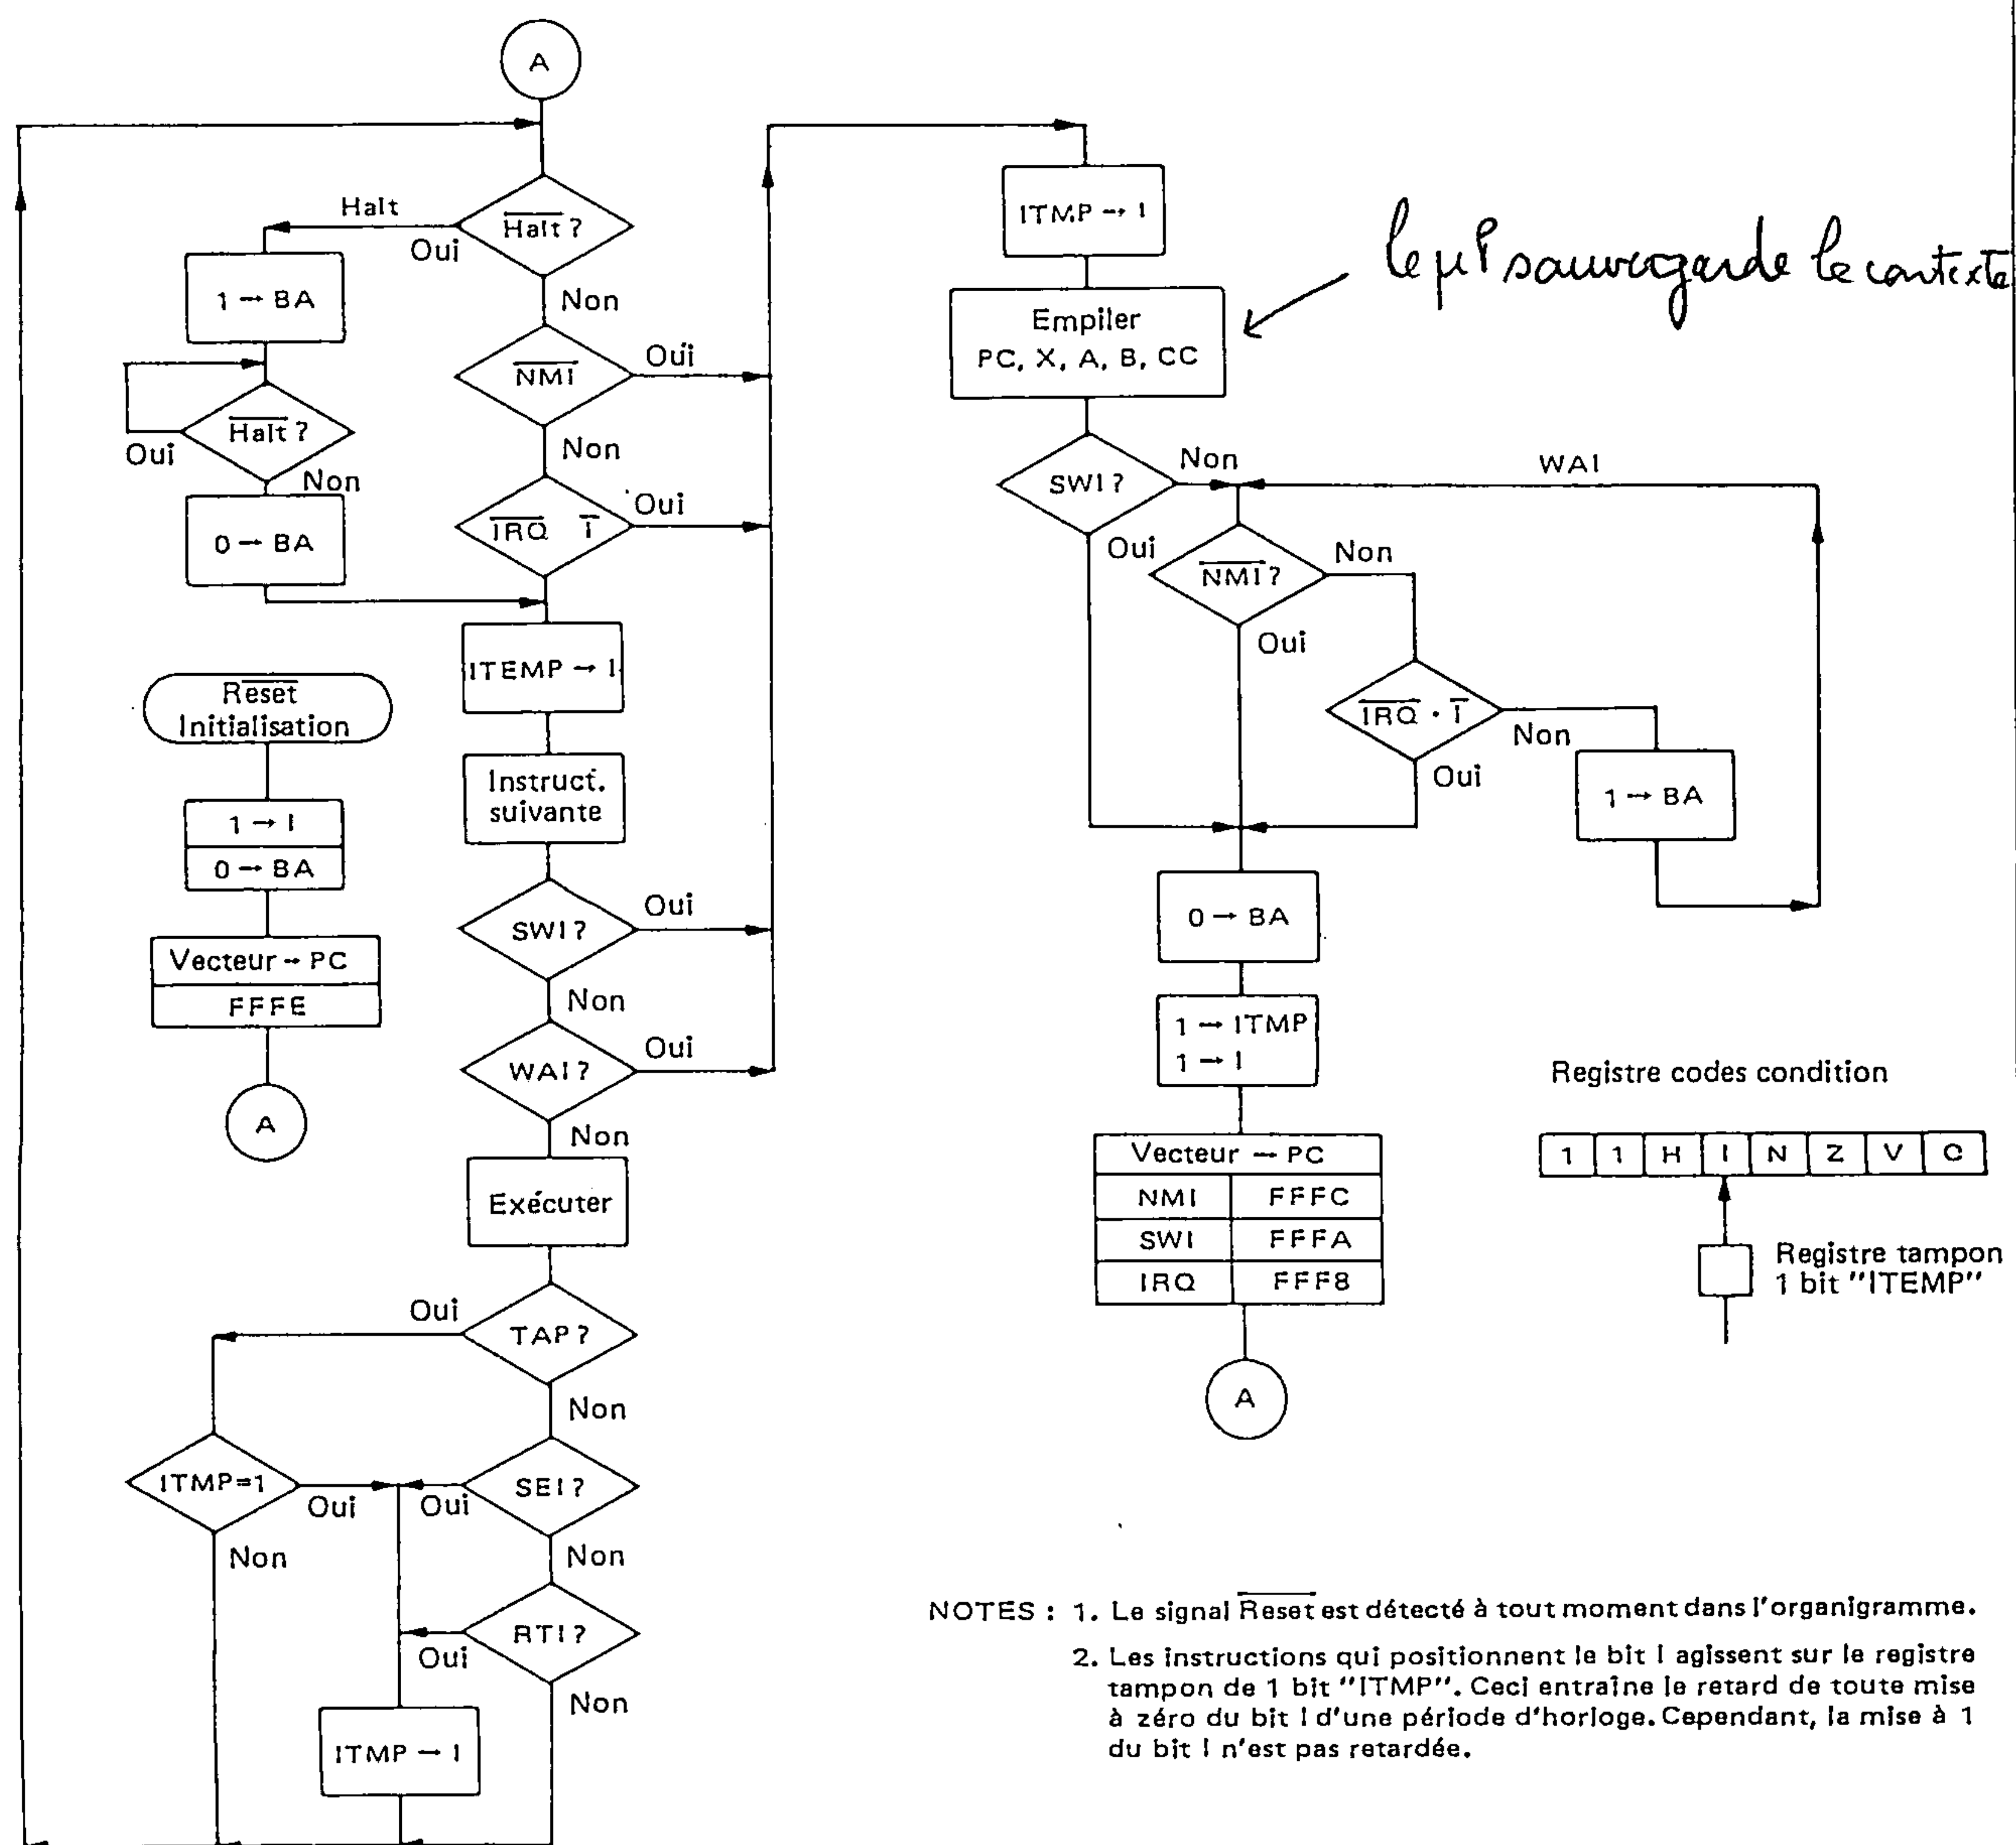 A
Halt
Halt ?
Oui
Non
1 → BA
Halt ?
Oui
Non
0 → BA
NMI
Oui
Non
IRQ I
Oui
ITEMP → I
Reset
Initialisation
1 → I
0 → BA
Vecteur → PC
FFFE
A
Instruct.
suivante
SWI ?
Oui
Non
WAI ?
Oui
Non
Exécuter
TAP ?
Oui
Non
ITMP=1
Oui
Non
SEI ?
Oui
Non
RTI ?
Oui
Non
ITMP → I
ITMP → I
le µP sauvegarde le contexte
Empiler
PC, X, A, B, CC
SWI ?
Non
Oui
WAI
NMI ?
Non
Oui
IRQ · I
Non
Oui
1 → BA
0 → BA
1 → ITMP
1 → I
Vecteur → PC
NMI FFFC
SWI FFFA
IRQ FFF8
A
Registre codes condition
1 1 H I N Z V C
Registre tampon
1 bit "ITEMP"
NOTES : 1. Le signal Reset est détecté à tout moment dans l'organigramme.
2. Les instructions qui positionnent le bit I agissent sur le registre
tampon de 1 bit "ITMP". Ceci entraîne le retard de toute mise
à zéro du bit I d'une période d'horloge. Cependant, la mise à 1
du bit I n'est pas retardée.